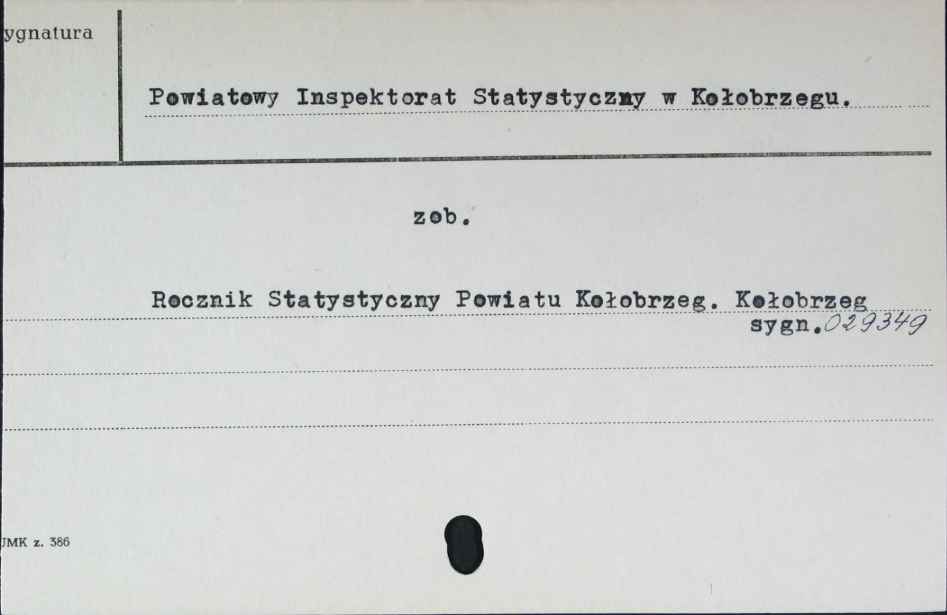 ygnatura
Powiatowy Inspektorat Statystyczny w Kołobrzegu.
zob.
Rocznik Statystyczny Powiatu Kołobrzeg. Kołobrzeg
sygn. 029349
JMK z. 386